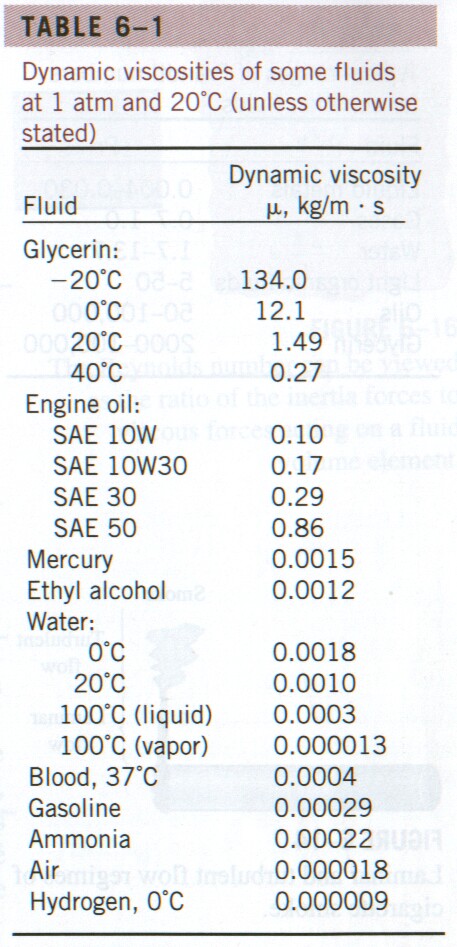 TABLE 6–1
Dynamic viscosities of some fluids
at 1 atm and 20°C (unless otherwise
stated)
Dynamic viscosity
Fluid μ, kg/m · s
Glycerin:
−20°C 134.0
0°C 12.1
20°C 1.49
40°C 0.27
Engine oil:
SAE 10W 0.10
SAE 10W30 0.17
SAE 30 0.29
SAE 50 0.86
Mercury 0.0015
Ethyl alcohol 0.0012
Water:
0°C 0.0018
20°C 0.0010
100°C (liquid) 0.0003
100°C (vapor) 0.000013
Blood, 37°C 0.0004
Gasoline 0.00029
Ammonia 0.00022
Air 0.000018
Hydrogen, 0°C 0.000009